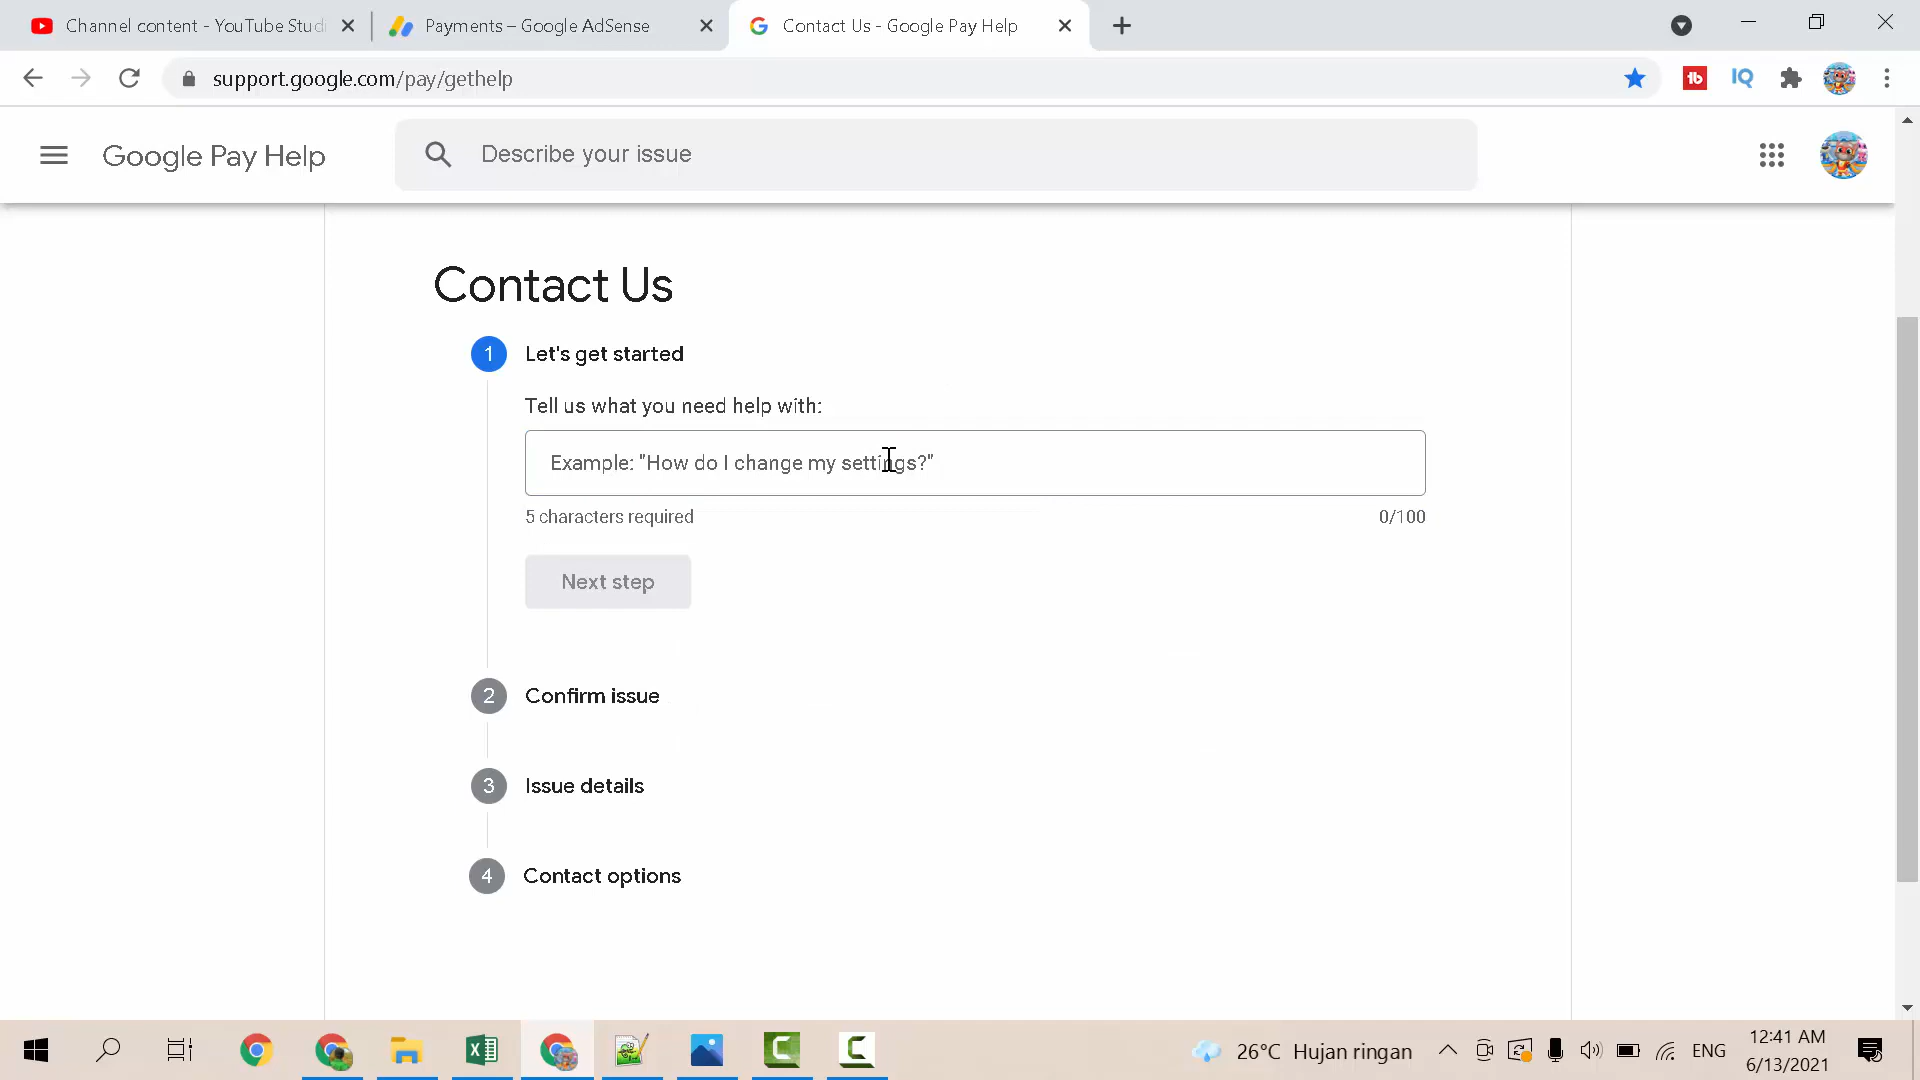 Channel content - YouTube Studi
Payments – Google AdSense
Contact Us - Google Pay Help
support.google.com/pay/gethelp
tb
IQ
Google Pay Help
Describe your issue
Contact Us
1 Let's get started
Tell us what you need help with:
Example: "How do I change my settings?"
5 characters required
0/100
Next step
2 Confirm issue
3 Issue details
4 Contact options
26°C Hujan ringan
ENG
12:41 AM
6/13/2021